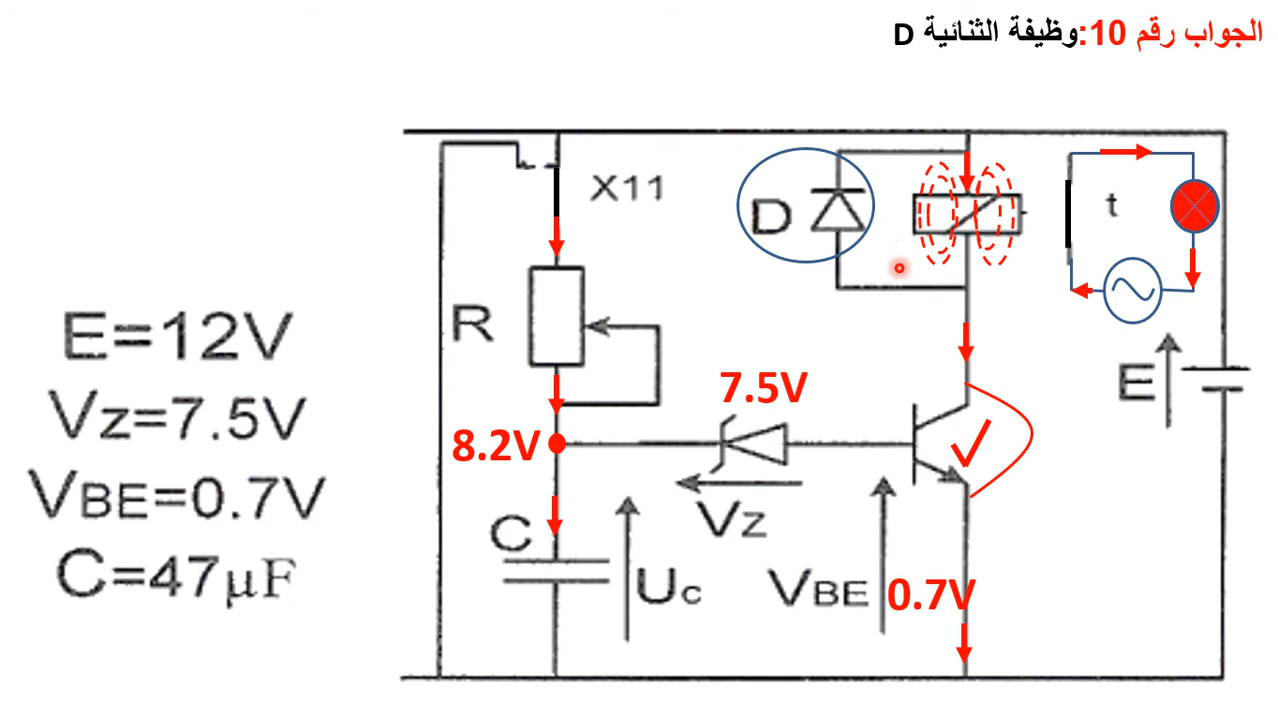 الجواب رقم 10:وظيفة الثنائية D
X11
D
t
R
E=12V
Vz=7.5V
VBE=0.7V
C=47µF
7.5V
E
8.2V
Vz
C
Uc
VBE
0.7V